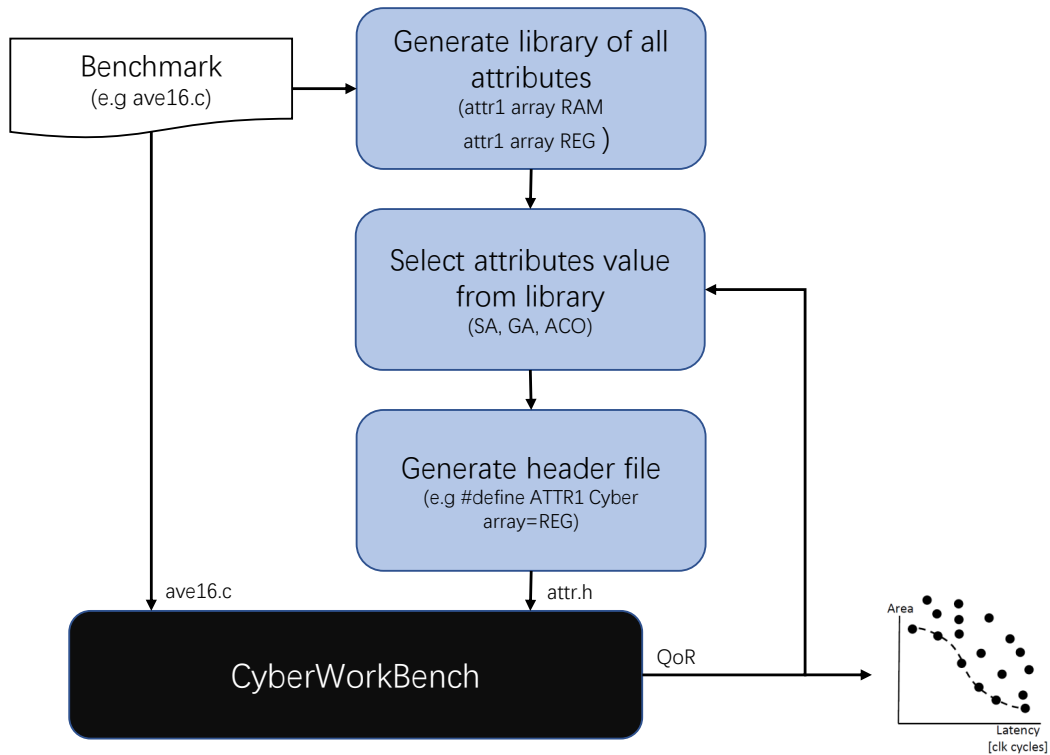 Benchmark
(e.g ave16.c)
Generate library of all
attributes
(attr1 array RAM
attr1 array REG )
Select attributes value
from library
(SA, GA, ACO)
Generate header file
(e.g #define ATTR1 Cyber
array=REG)
ave16.c
attr.h
CyberWorkBench
QoR
Area
Latency
[clk cycles]